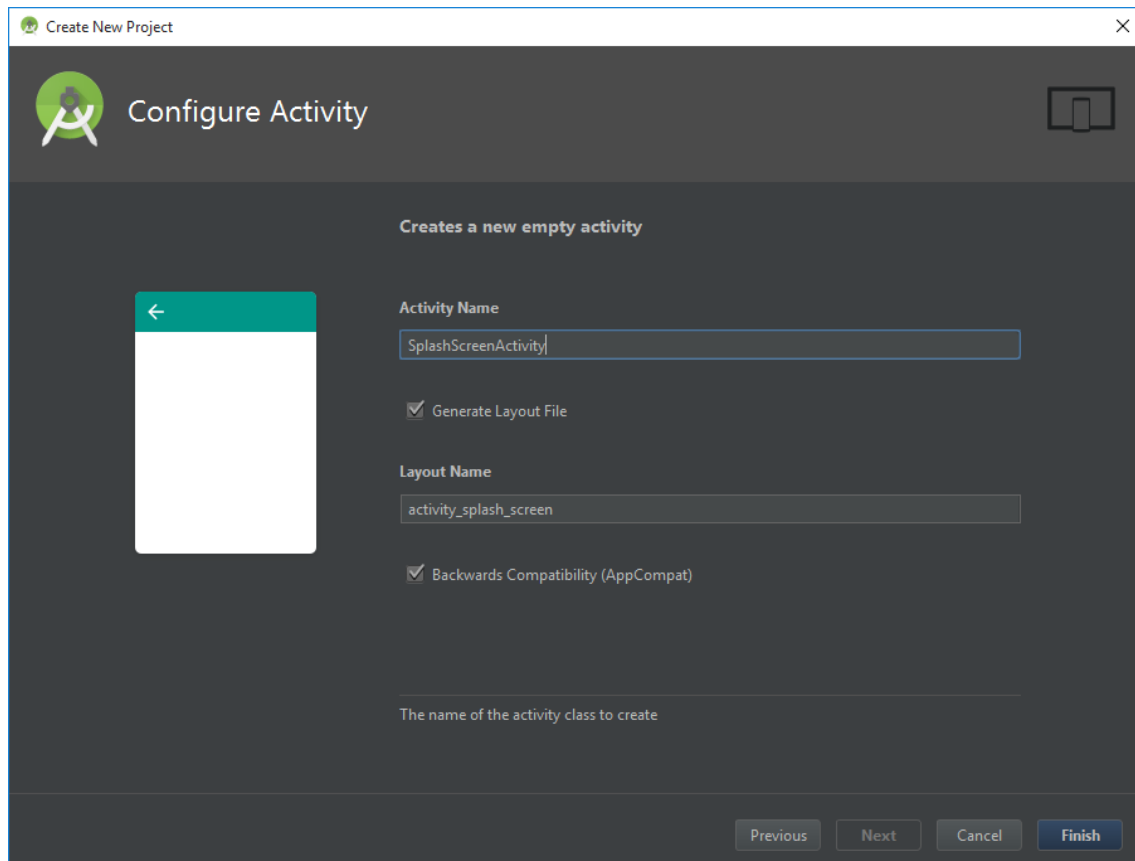 Create New Project
Configure Activity
Creates a new empty activity
Activity Name
SplashScreenActivity
Generate Layout File
Layout Name
activity_splash_screen
Backwards Compatibility (AppCompat)
The name of the activity class to create
Previous Next Cancel Finish